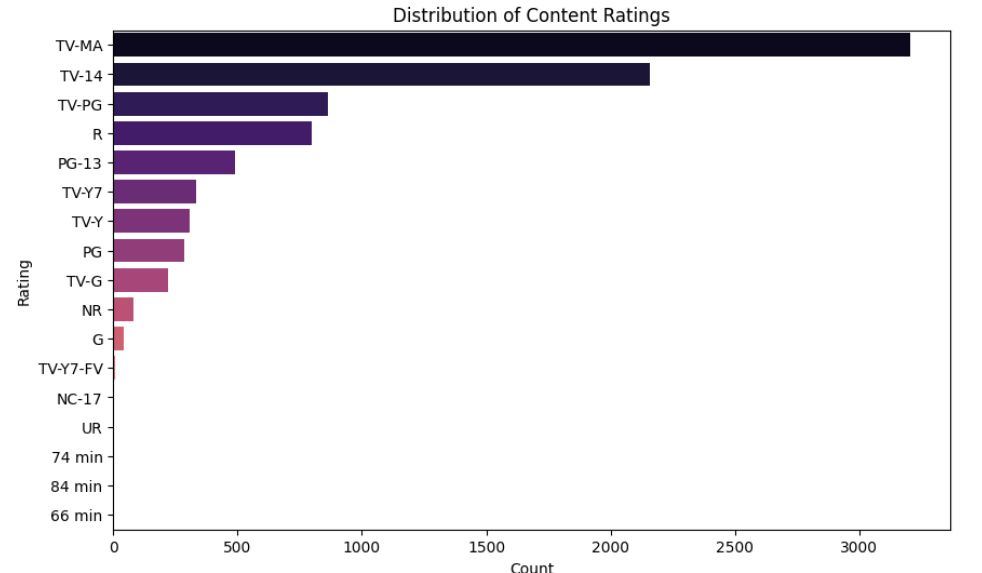 Distribution of Content Ratings
Rating
TV-MA
TV-14
TV-PG
R
PG-13
TV-Y7
TV-Y
PG
TV-G
NR
G
TV-Y7-FV
NC-17
UR
74 min
84 min
66 min
0 500 1000 1500 2000 2500 3000
Count